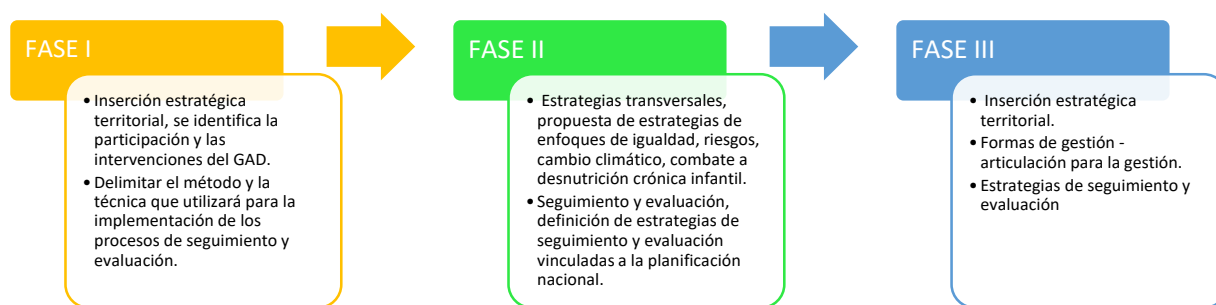 FASE I
• Inserción estratégica
territorial, se identifica la
participación y las
intervenciones del GAD.
• Delimitar el método y la
técnica que utilizará para la
implementación de los
procesos de seguimiento y
evaluación.
FASE II
• Estrategias transversales,
propuesta de estrategias de
enfoques de igualdad, riesgos,
cambio climático, combate a
desnutrición crónica infantil.
• Seguimiento y evaluación,
definición de estrategias de
seguimiento y evaluación
vinculadas a la planificación
nacional.
FASE III
• Inserción estratégica
territorial.
• Formas de gestión -
articulación para la gestión.
• Estrategias de seguimiento y
evaluación